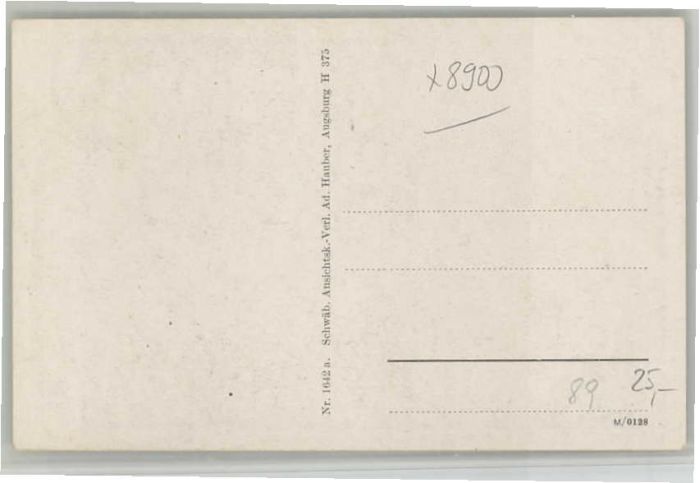 Nr. 1642 a. Schwäb. Ansichtsk.-Verl. Ad. Hauber, Augsburg H 375
x8900
89
25,-
M/0128